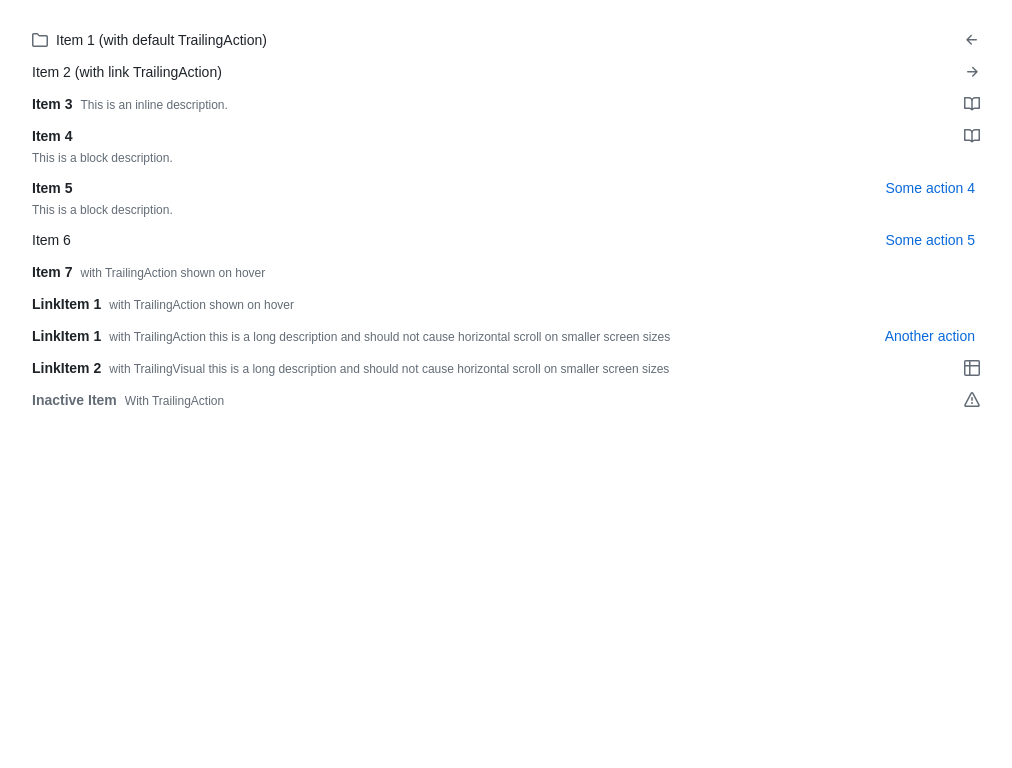 Item 1 (with default TrailingAction)
Item 2 (with link TrailingAction)
Item 3 This is an inline description.
Item 4
This is a block description.
Item 5 Some action 4
This is a block description.
Item 6 Some action 5
Item 7 with TrailingAction shown on hover
LinkItem 1 with TrailingAction shown on hover
LinkItem 1 with TrailingAction this is a long description and should not cause horizontal scroll on smaller screen sizes Another action
LinkItem 2 with TrailingVisual this is a long description and should not cause horizontal scroll on smaller screen sizes
Inactive Item With TrailingAction